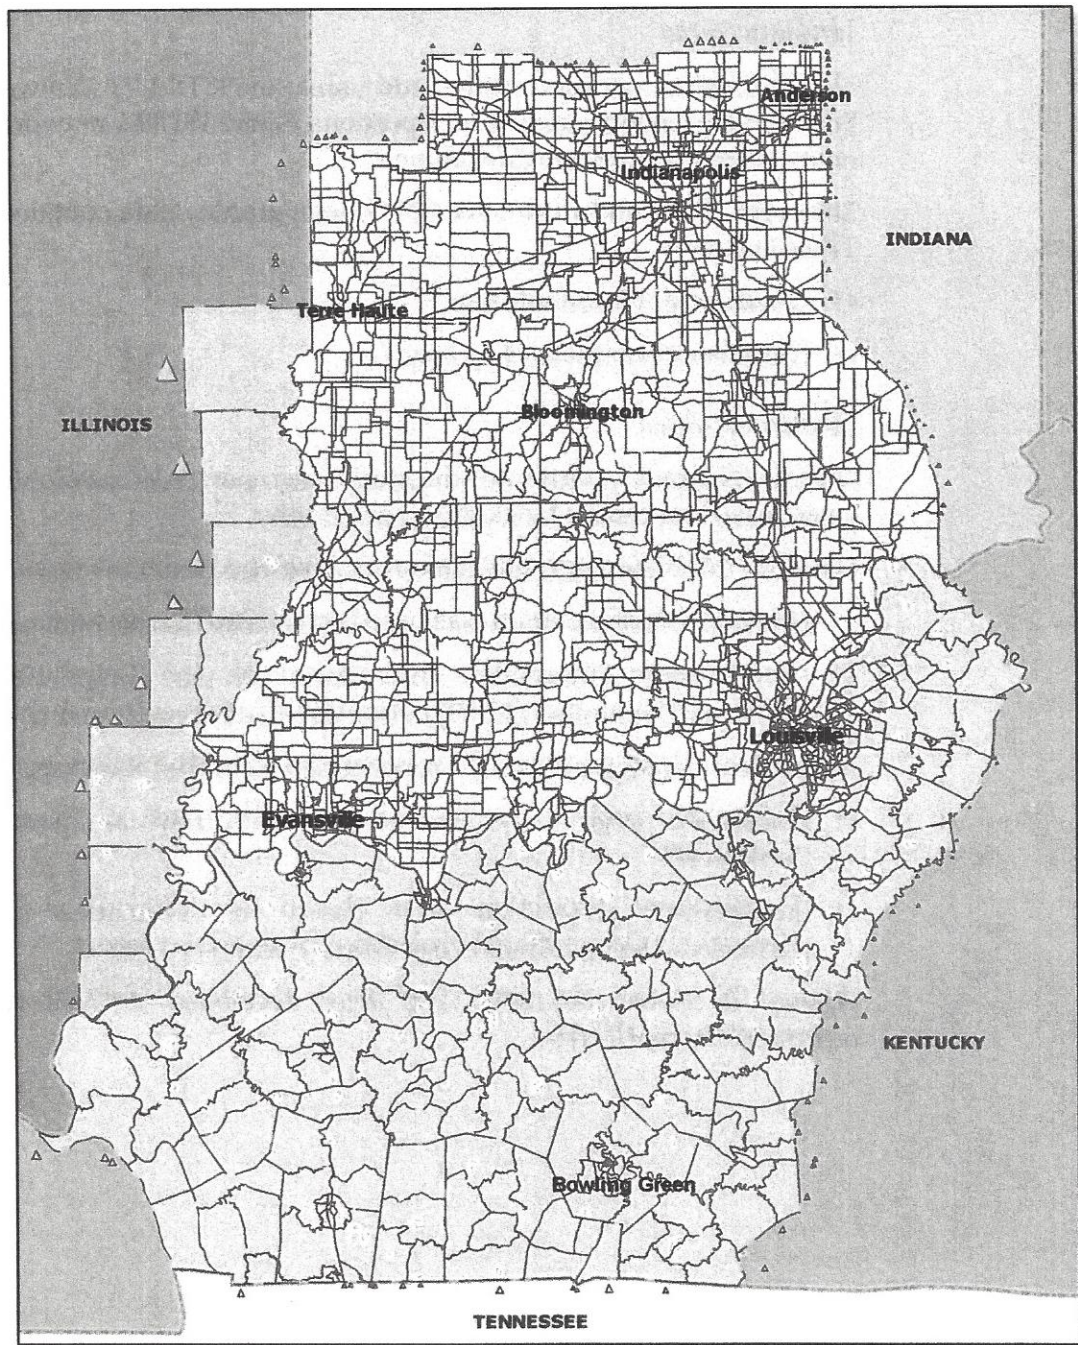 Anderson
Indianapolis
INDIANA
Terre Haute
Bloomington
ILLINOIS
Louisville
Evansville
KENTUCKY
Bowling Green
TENNESSEE